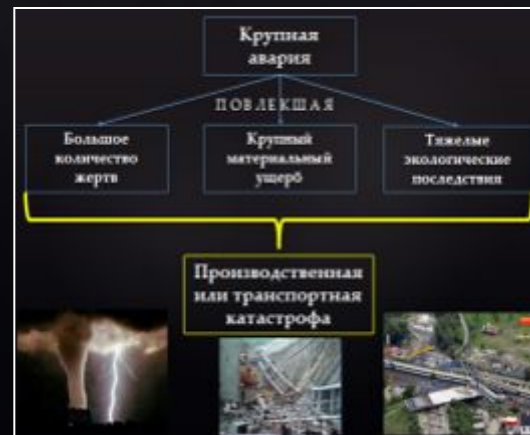 Крупная
авария
ПОВЛЕКШАЯ
Большое
количество
жертв
Крупный
материальный
ущерб
Тяжелые
экологические
последствия
Производственная
или транспортная
катастрофа